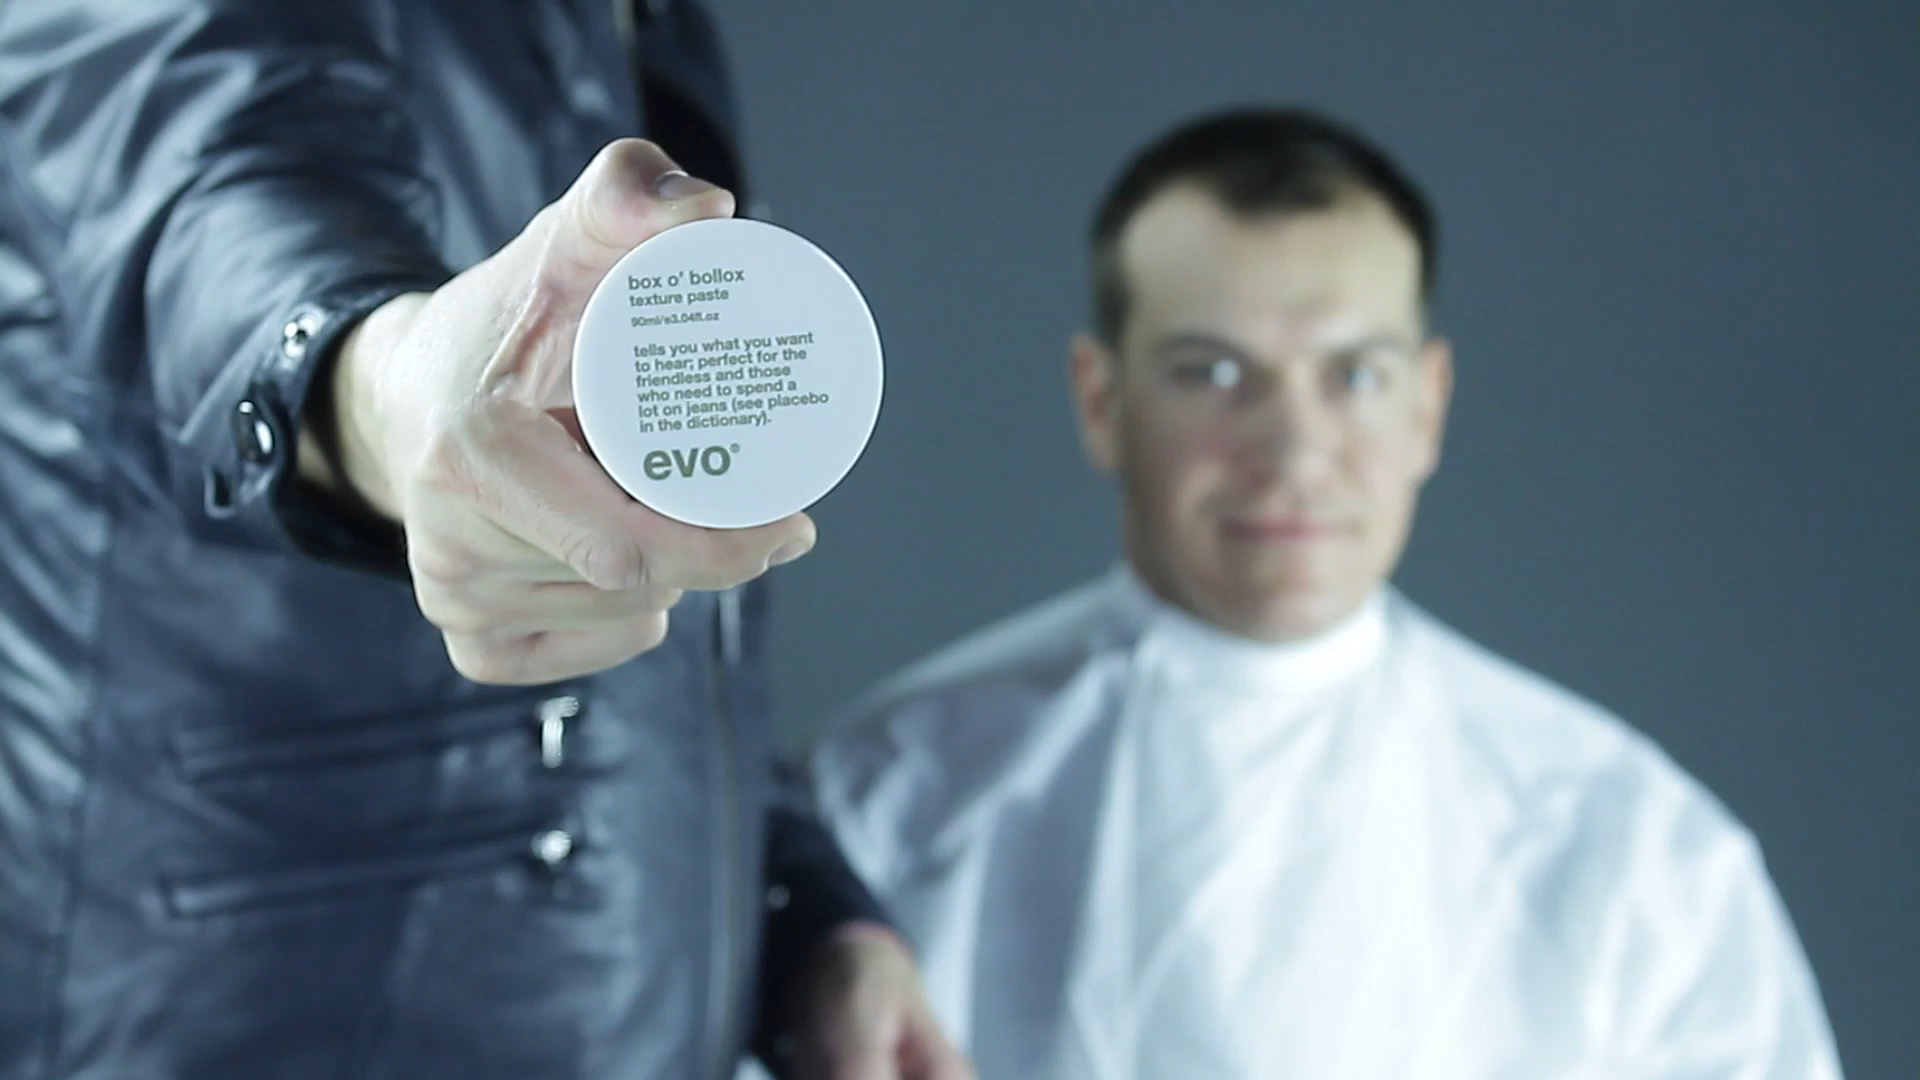 box o' bollox
texture paste
90ml/e3.04fl.oz
tells you what you want
to hear; perfect for the
friendless and those
who need to spend a
lot on jeans (see placebo
in the dictionary).
evo®